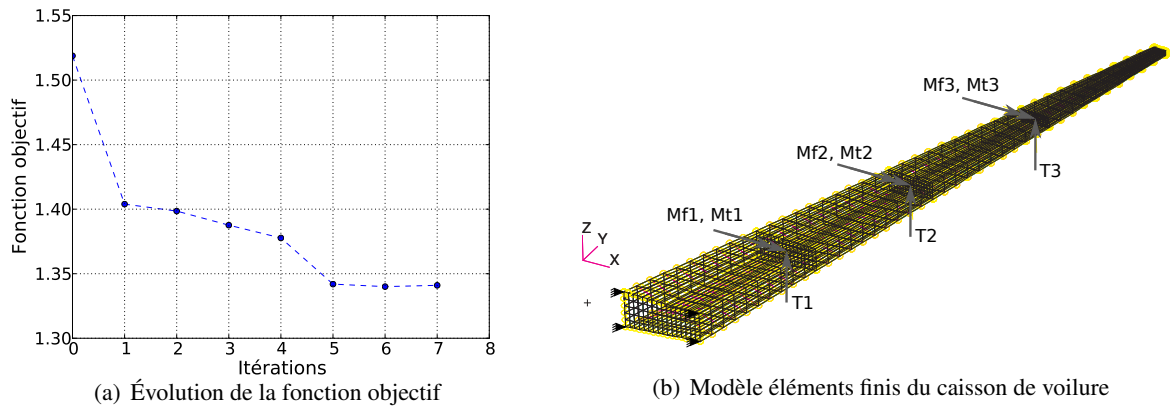 1.55
1.50
1.45
1.40
1.35
1.30
Fonction objectif
0 1 2 3 4 5 6 7 8
Itérations
(a) Évolution de la fonction objectif
Mf3, Mt3
Mf2, Mt2
T3
Mf1, Mt1
T2
Z
Y
X
T1
(b) Modèle éléments finis du caisson de voilure